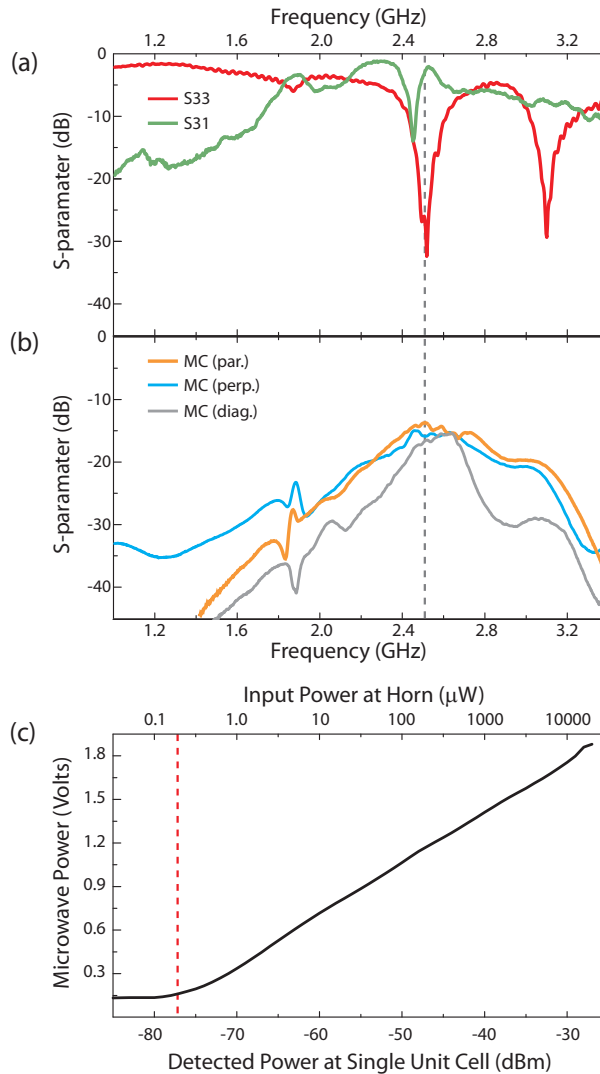 Frequency (GHz)
1.2 1.6 2.0 2.4 2.8 3.2
(a)
S-paramater (dB)
0
-10
-20
-30
-40
S33
S31
(b)
S-paramater (dB)
0
-10
-20
-30
-40
MC (par.)
MC (perp.)
MC (diag.)
1.2 1.6 2.0 2.4 2.8 3.2
Frequency (GHz)
Input Power at Horn (μW)
0.1 1.0 10 100 1000 10000
(c)
Microwave Power (Volts)
1.8
1.5
1.2
0.9
0.6
0.3
-80 -70 -60 -50 -40 -30
Detected Power at Single Unit Cell (dBm)